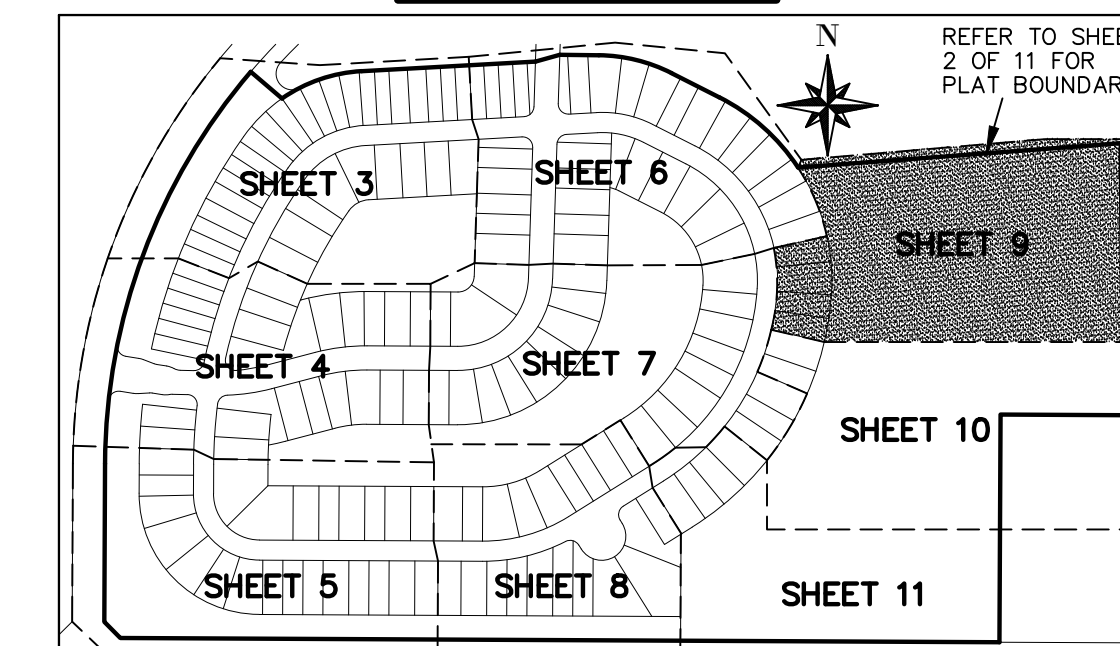 N
REFER TO SHEE
2 OF 11 FOR
PLAT BOUNDAR
SHEET 3
SHEET 6
SHEET 9
SHEET 4
SHEET 7
SHEET 10
SHEET 5
SHEET 8
SHEET 11